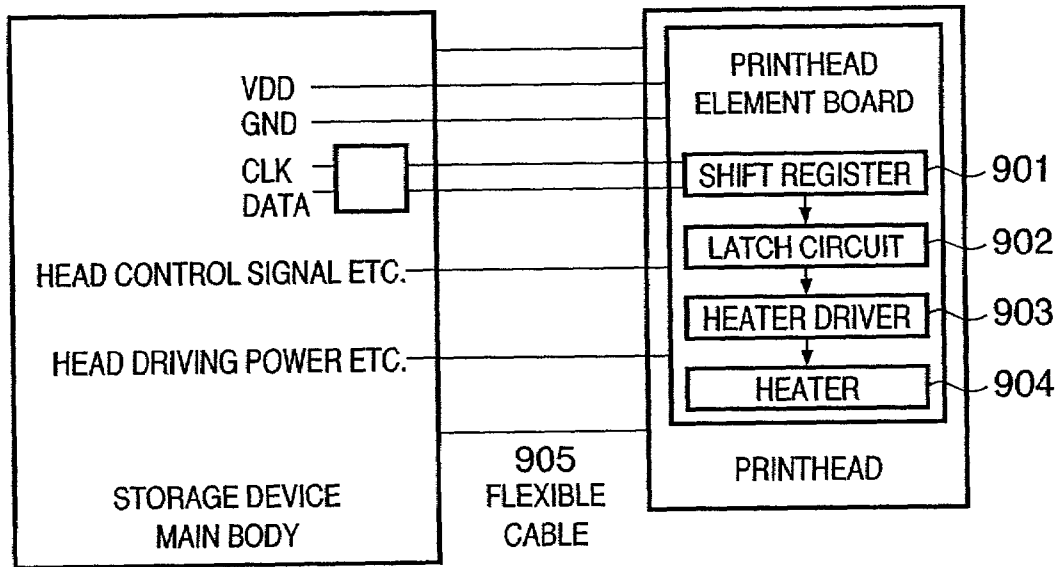 VDD
GND
CLK
DATA
HEAD CONTROL SIGNAL ETC.
HEAD DRIVING POWER ETC.
STORAGE DEVICE
MAIN BODY
905
FLEXIBLE
CABLE
PRINTHEAD
ELEMENT BOARD
SHIFT REGISTER
901
LATCH CIRCUIT
902
HEATER DRIVER
903
HEATER
904
PRINTHEAD